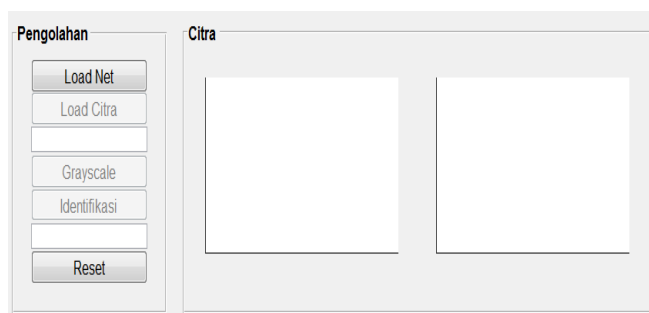 Pengolahan
Load Net
Load Citra
Grayscale
Identifikasi
Reset
Citra